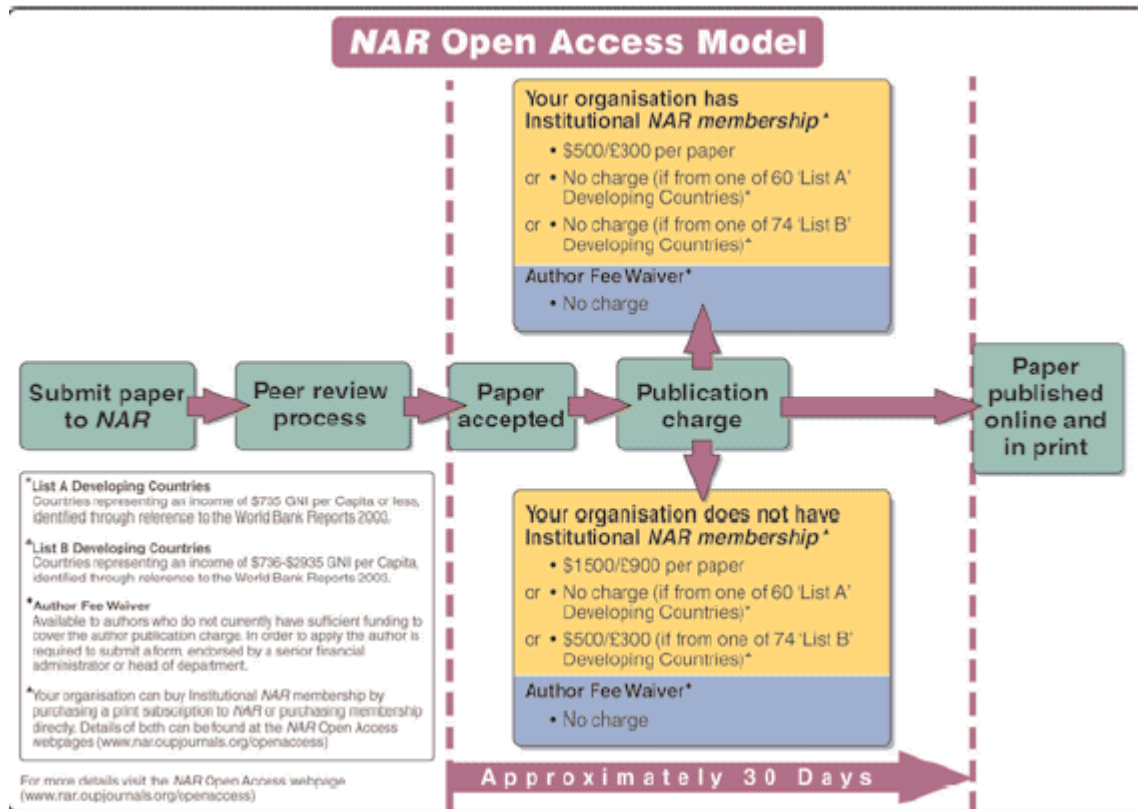 NAR Open Access Model
Your organisation has
Institutional NAR membership▲
• $500/£300 per paper
or • No charge (if from one of 60 'List A'
Developing Countries)*
or • No charge (if from one of 74 'List B'
Developing Countries)▲
Author Fee Waiver♦
• No charge
Submit paper
to NAR
Peer review
process
Paper
accepted
Publication
charge
Paper
published
online and
in print
*List A Developing Countries
Countries representing an income of $735 GNI per Capita or less,
identified through reference to the World Bank Reports 2003.
▲List B Developing Countries
Countries representing an income of $736-$2935 GNI per Capita,
identified through reference to the World Bank Reports 2003.
♦Author Fee Waiver
Available to authors who do not currently have sufficient funding to
cover the author publication charge. In order to apply the author is
required to submit a form, endorsed by a senior financial
administrator or head of department.
▲Your organisation can buy Institutional NAR membership by
purchasing a print subscription to NAR or purchasing membership
directly. Details of both can be found at the NAR Open Access
webpages (www.nar.oupjournals.org/openaccess)
For more details visit the NAR Open Access webpage
(www.nar.oupjournals.org/openaccess)
Your organisation does not have
Institutional NAR membership▲
• $1500/£900 per paper
or • No charge (if from one of 60 'List A'
Developing Countries)*
or • $500/£300 (if from one of 74 'List B'
Developing Countries)▲
Author Fee Waiver♦
• No charge
Approximately 30 Days